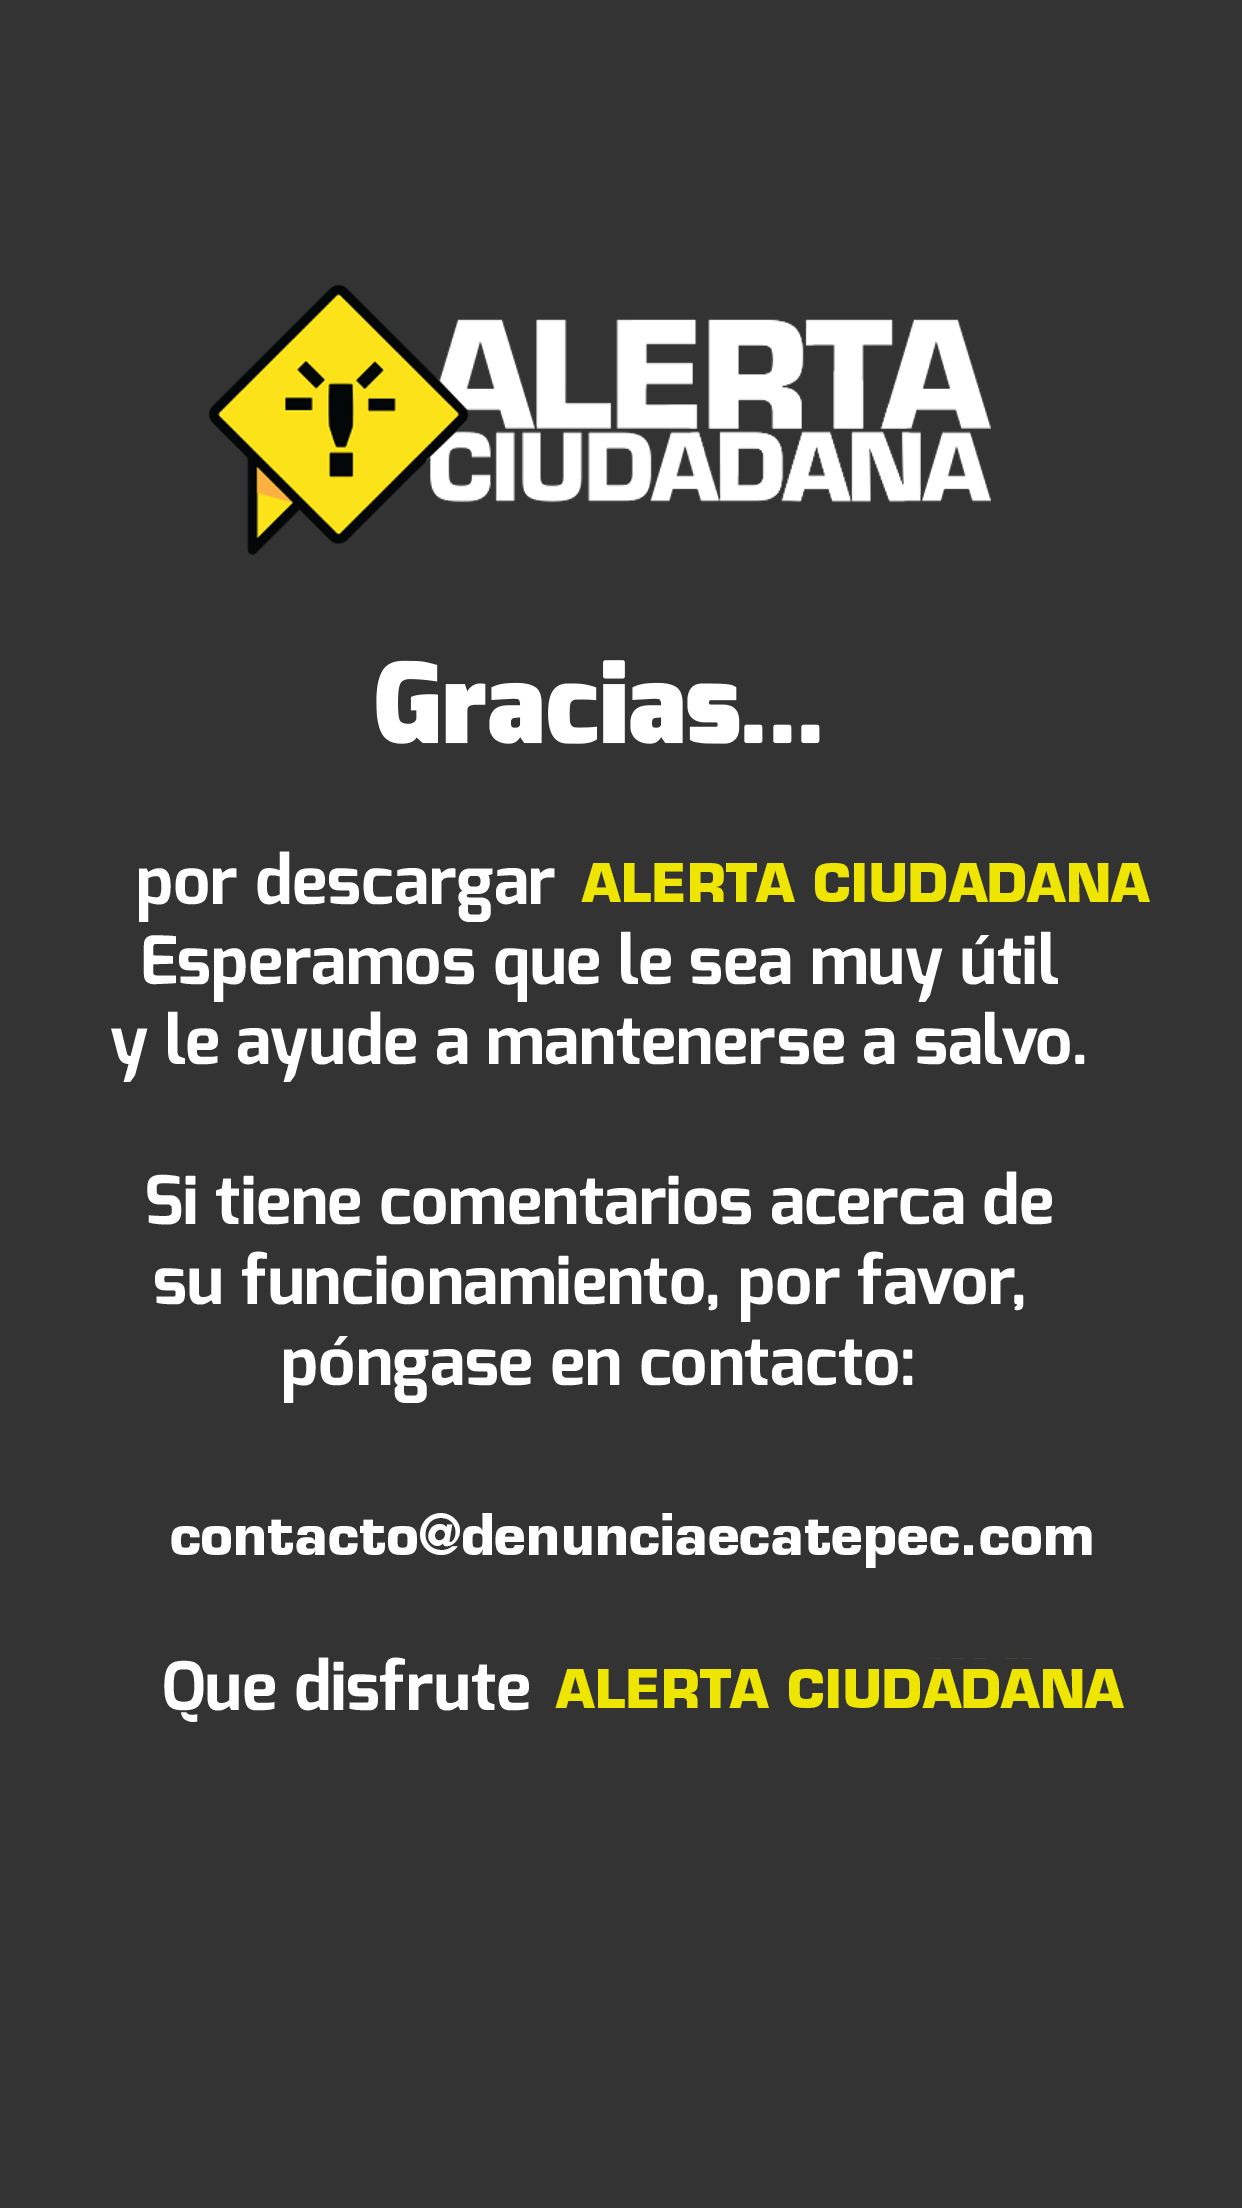 ALERTA
CIUDADANA
Gracias...
por descargar ALERTA CIUDADANA
Esperamos que le sea muy útil
y le ayude a mantenerse a salvo.
Si tiene comentarios acerca de
su funcionamiento, por favor,
póngase en contacto:
contacto@denunciaecatepec.com
Que disfrute ALERTA CIUDADANA